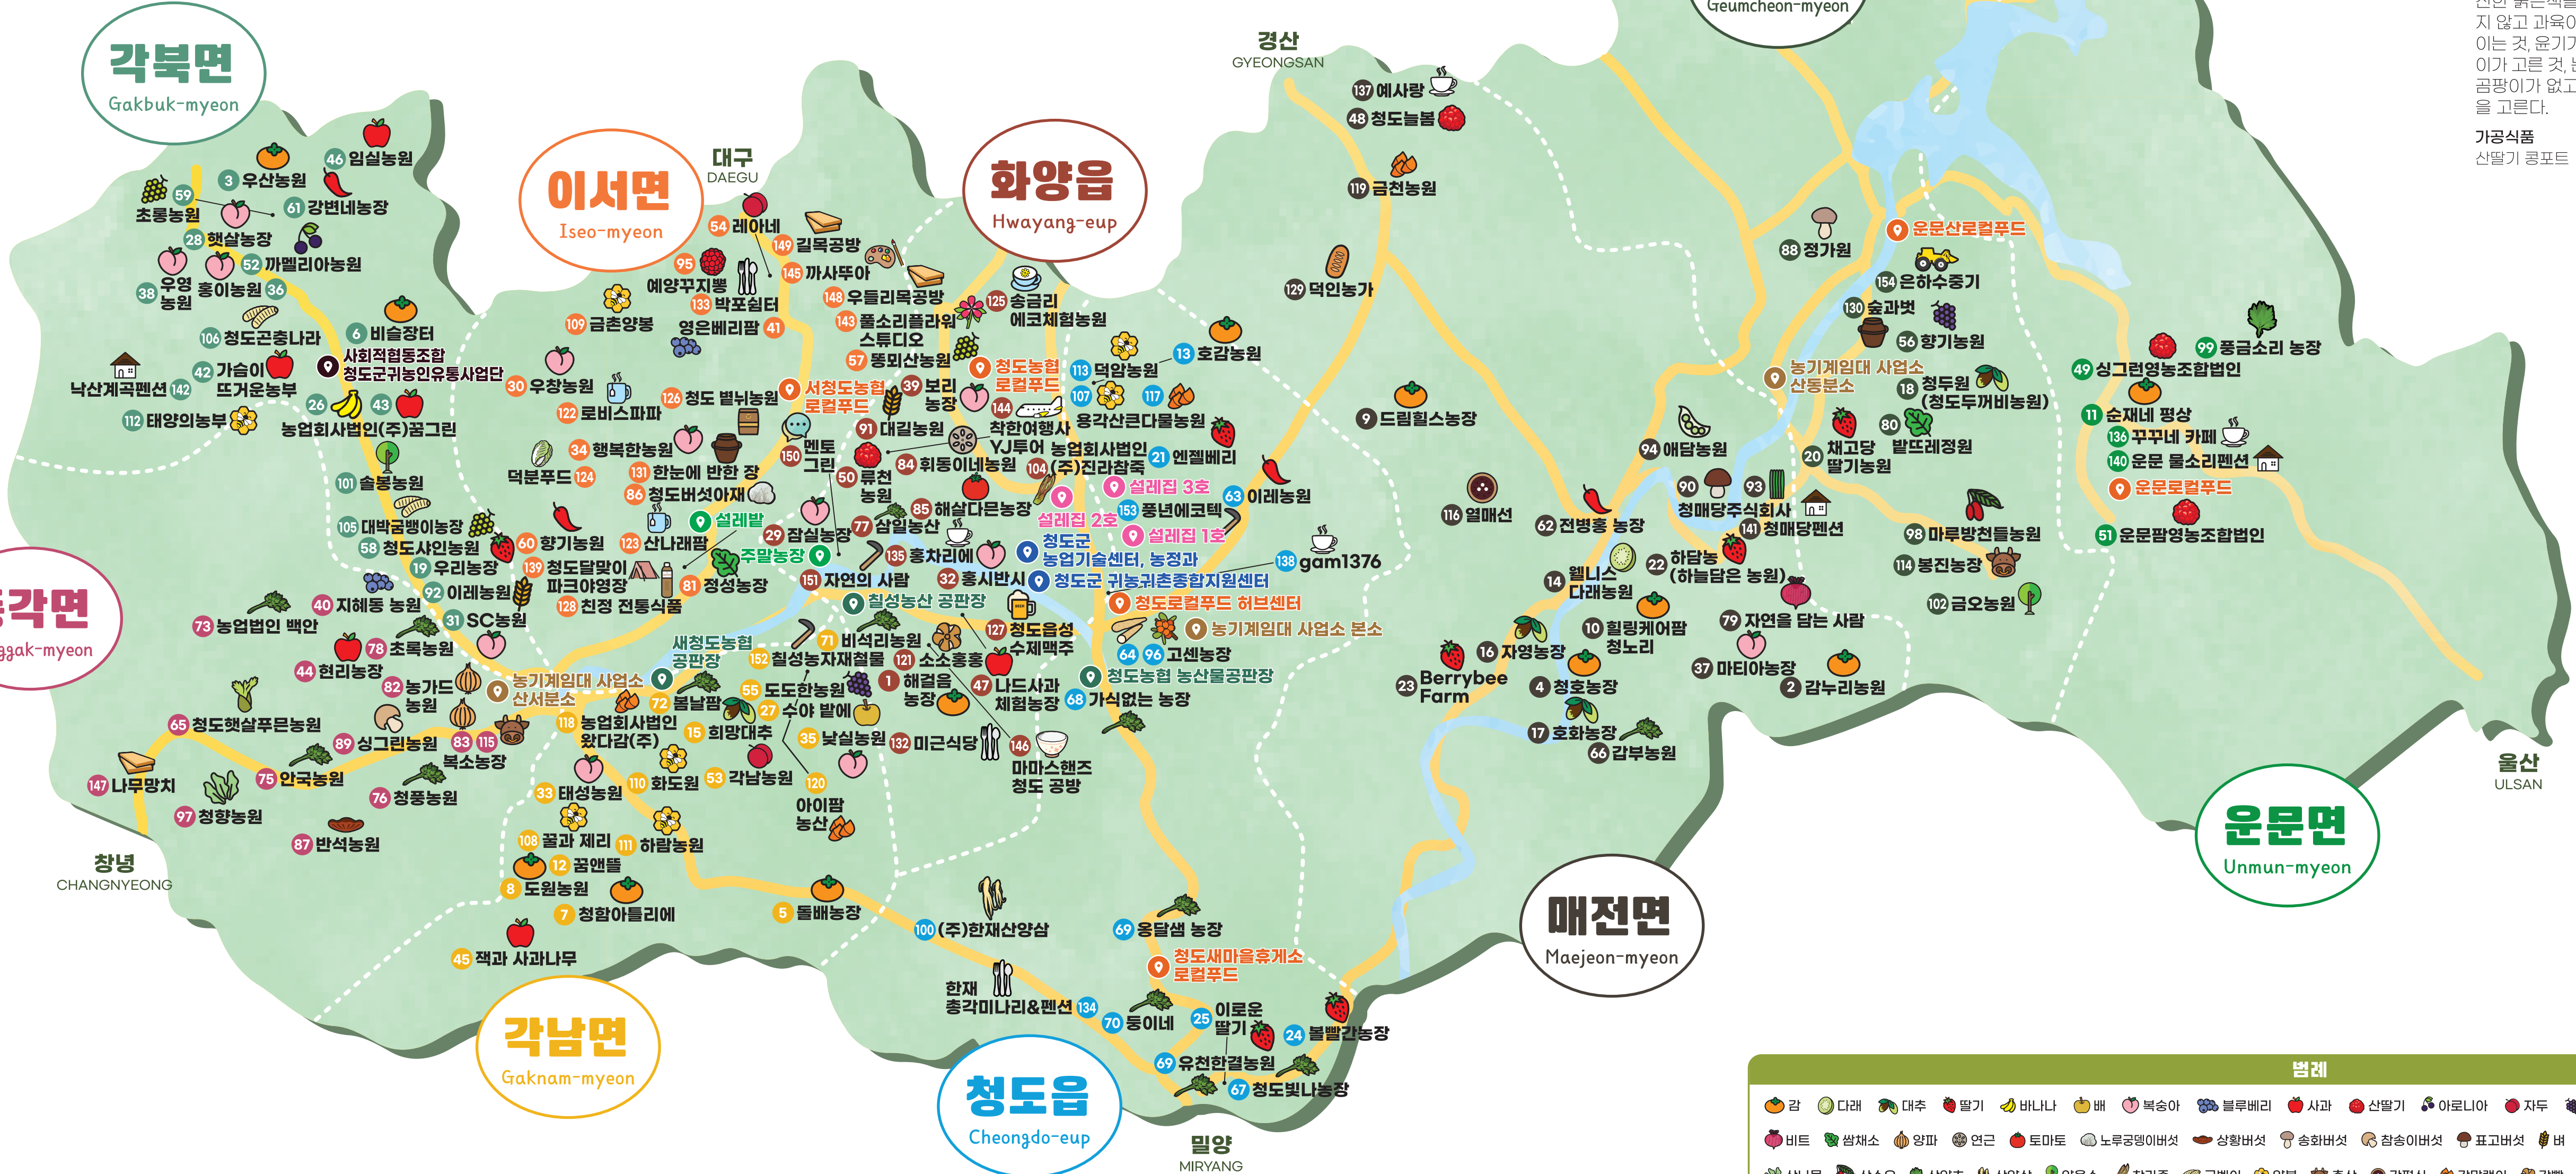 각북면
Gakbuk-myeon
이서면
Iseo-myeon
화양읍
Hwayang-eup
Geumcheon-myeon
경산
GYEONGSAN
대구
DAEGU
지 않고 과육이
이는 것, 윤기가
이가 고른 것,
곰팡이가 없고
을 고른다.
가공식품
산딸기 콩포트
46 임실농원
3 우산농원
59
초롱농원
61 강변네농장
28 햇살농장
52 까멜리아농원
38 우영
농원
홍이농원 36
106 청도곤충나라
6 비슬장터
사회적협동조합
청도군귀농인유통사업단
42 가슴이
뜨거운농부
낙산계곡펜션 142
26 43
농업회사법인(주)꿈그린
112 태양의농부
101 솔봉농원
105 대박굼벵이농장
58 청도샤인농원
19 우리농장
92 이레농원
31 SC농원
54 레아네
149 길목공방
95
예양꾸지뽕
145 까사뚜아
133 박포쉼터
148 우들리목공방
109 금촌양봉
영은베리팜 41
143 풀소리플라워
스튜디오
57 똥뫼산농원
30 우창농원
122 로비스파파
126 청도 볕뉘농원
서청도농협
로컬푸드
34 행복한농원
덕분푸드 124
131 한눈에 반한 장
86 청도버섯아재
설레밭
60 향기농원
123 산나래팜
주말농장
139 청도달맞이
파크야영장
81 정성농장
128 친정 전통식품
125 송금리
에코체험농원
청도농협
로컬푸드
39 보리
농장
144
착한여행사
YJ투어
91 대길농원
150 멘토
그린
50 루천
농원
84 회동이네농원
104 농업회사법인
(주)진라참죽
85 해살다믄농장
77 삼일농산
29 잠실농장
135 홍차리에
151 자연의 사람
32 홍시반시
칠성농산 공판장
127 청도읍성
수제맥주
121 소소홍홍
1 해걸음
농장
47 나드사과
체험농장
132 미근식당
146
마마스핸즈
청도 공방
113 덕암농원
13 호감농원
107 117
용각산큰다물농원
21 엔젤베리
설레집 3호
설레집 2호
63 이레농원
153 풍년에코텍
설레집 1호
청도군
농업기술센터, 농정과
청도군 귀농귀촌종합지원센터
138 gam1376
청도로컬푸드 허브센터
농기계임대 사업소 본소
64 96 고센농장
청도농협 농산물공판장
68 가식없는 농장
137 예사랑
48 청도늘봄
119 금천농원
129 덕인농가
9 드림힐스농장
116 열매선
62 전병홍 농장
94 애담농원
90 93
청매당주식회사
141 청매당펜션
14 웰니스
다래농원
22 하담농
(하늘담은 농원)
10 힐링케어팜
청노리
79 자연을 담는 사람
16 자영농장
37 마티아농장
2 감누리농원
23 Berrybee
Farm
4 청호농장
17 호화농장
66 갑부농원
88 정가원
운문산로컬푸드
154 은하수중기
130 숲과벗
56 향기농원
농기계임대 사업소
산동분소
18 청두원
(청도두꺼비농원)
80 밭뜨레정원
20 채고당
딸기농원
98 마루방천들농원
114 봉진농장
102 금오농원
99 풍금소리 농장
49 싱그런영농조합법인
11 순재네 평상
136 꾸꾸네 카페
140 운문 물소리펜션
운문로컬푸드
51 운문팜영농조합법인
울산
ULSAN
운문면
Unmun-myeon
각면
ggak-myeon
40 지혜동 농원
73 농업법인 백안
78 초록농원
44 현리농장
82 농가드
농원
65 청도햇살푸믄농원
89 싱그린농원
83 115
복소농장
147 나무망치
75 안국농원
76 청풍농원
97 청향농원
87 반석농원
창녕
CHANGNYEONG
농기계임대 사업소
산서분소
새청도농협
공판장
152 칠성농자재철물
71 비석리농원
72 봄날팜
55 도도한농원
27 수야 밭에
118 농업회사법인
왔다감(주)
15 희망대추
35 낮실농원
33 태성농원
110 화도원
53 각남농원
120
아이팜
농산
108 꿀과 제리
111 하람농원
12 꿈앤뜰
8 도원농원
7 청함아틀리에
5 돌배농장
45 잭과 사과나무
각남면
Gaknam-myeon
100 (주)한재산양삼
69 옹달샘 농장
청도새마을휴게소
로컬푸드
한재
총각미나리&펜션 134
70 둥이네
25 이로운
딸기
24 볼빨간농장
69 유천한결농원
67 청도빛나농장
청도읍
Cheongdo-eup
밀양
MIRYANG
매전면
Maejeon-myeon
범례
감 다래 대추 딸기 바나나 배 복숭아 블루베리 사과 산딸기 아로니아 자두
비트 쌈채소 양파 연근 토마토 노루궁뎅이버섯 상황버섯 송화버섯 참송이버섯 표고버섯 벼